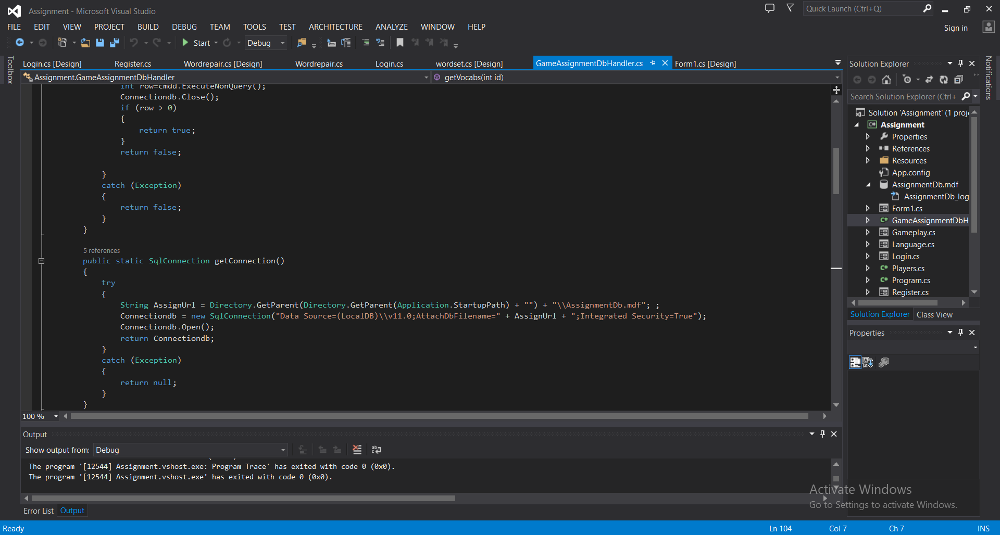 Assignment - Microsoft Visual Studio
Quick Launch (Ctrl+Q)
FILE EDIT VIEW PROJECT BUILD DEBUG TEAM TOOLS TEST ARCHITECTURE ANALYZE WINDOW HELP
Sign in
Start Debug
Toolbox
Login.cs [Design] Register.cs Wordrepair.cs [Design] Wordrepair.cs Login.cs wordset.cs [Design] GameAssignmentDbHandler.cs Form1.cs [Design]
Assignment.GameAssignmentDbHandler getVocabs(int id)
int row=cmdd.ExecuteNonQuery();
Connectiondb.Close();
if (row > 0)
{
return true;
}
return false;
}
catch (Exception)
{
return false;
}
}
5 references
public static SqlConnection getConnection()
{
try
{
String AssignUrl = Directory.GetParent(Directory.GetParent(Application.StartupPath) + "") + "\\AssignmentDb.mdf"; ;
Connectiondb = new SqlConnection("Data Source=(LocalDB)\\v11.0;AttachDbFilename=" + AssignUrl + ";Integrated Security=True");
Connectiondb.Open();
return Connectiondb;
}
catch (Exception)
{
return null;
}
}
100 %
Output
Show output from: Debug
The program '[12544] Assignment.vshost.exe: Program Trace' has exited with code 0 (0x0).
The program '[12544] Assignment.vshost.exe' has exited with code 0 (0x0).
Error List Output
Solution Explorer
Search Solution Explorer (Ctrl+
Solution 'Assignment' (1 proj
C# Assignment
Properties
References
Resources
App.config
AssignmentDb.mdf
AssignmentDb_log
Form1.cs
C# GameAssignmentDbH
Gameplay.cs
Language.cs
Login.cs
C# Players.cs
C# Program.cs
Register.cs
Solution Explorer Class View
Properties
Notifications
Activate Windows
Go to Settings to activate Windows.
Ready Ln 104 Col 7 Ch 7 INS